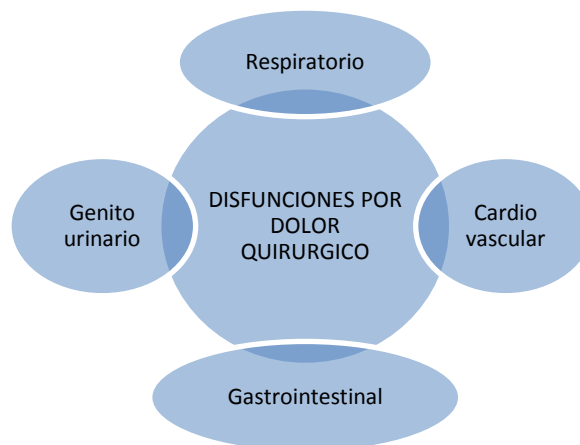 Respiratorio
Genito
urinario
DISFUNCIONES POR
DOLOR
QUIRURGICO
Cardio
vascular
Gastrointestinal